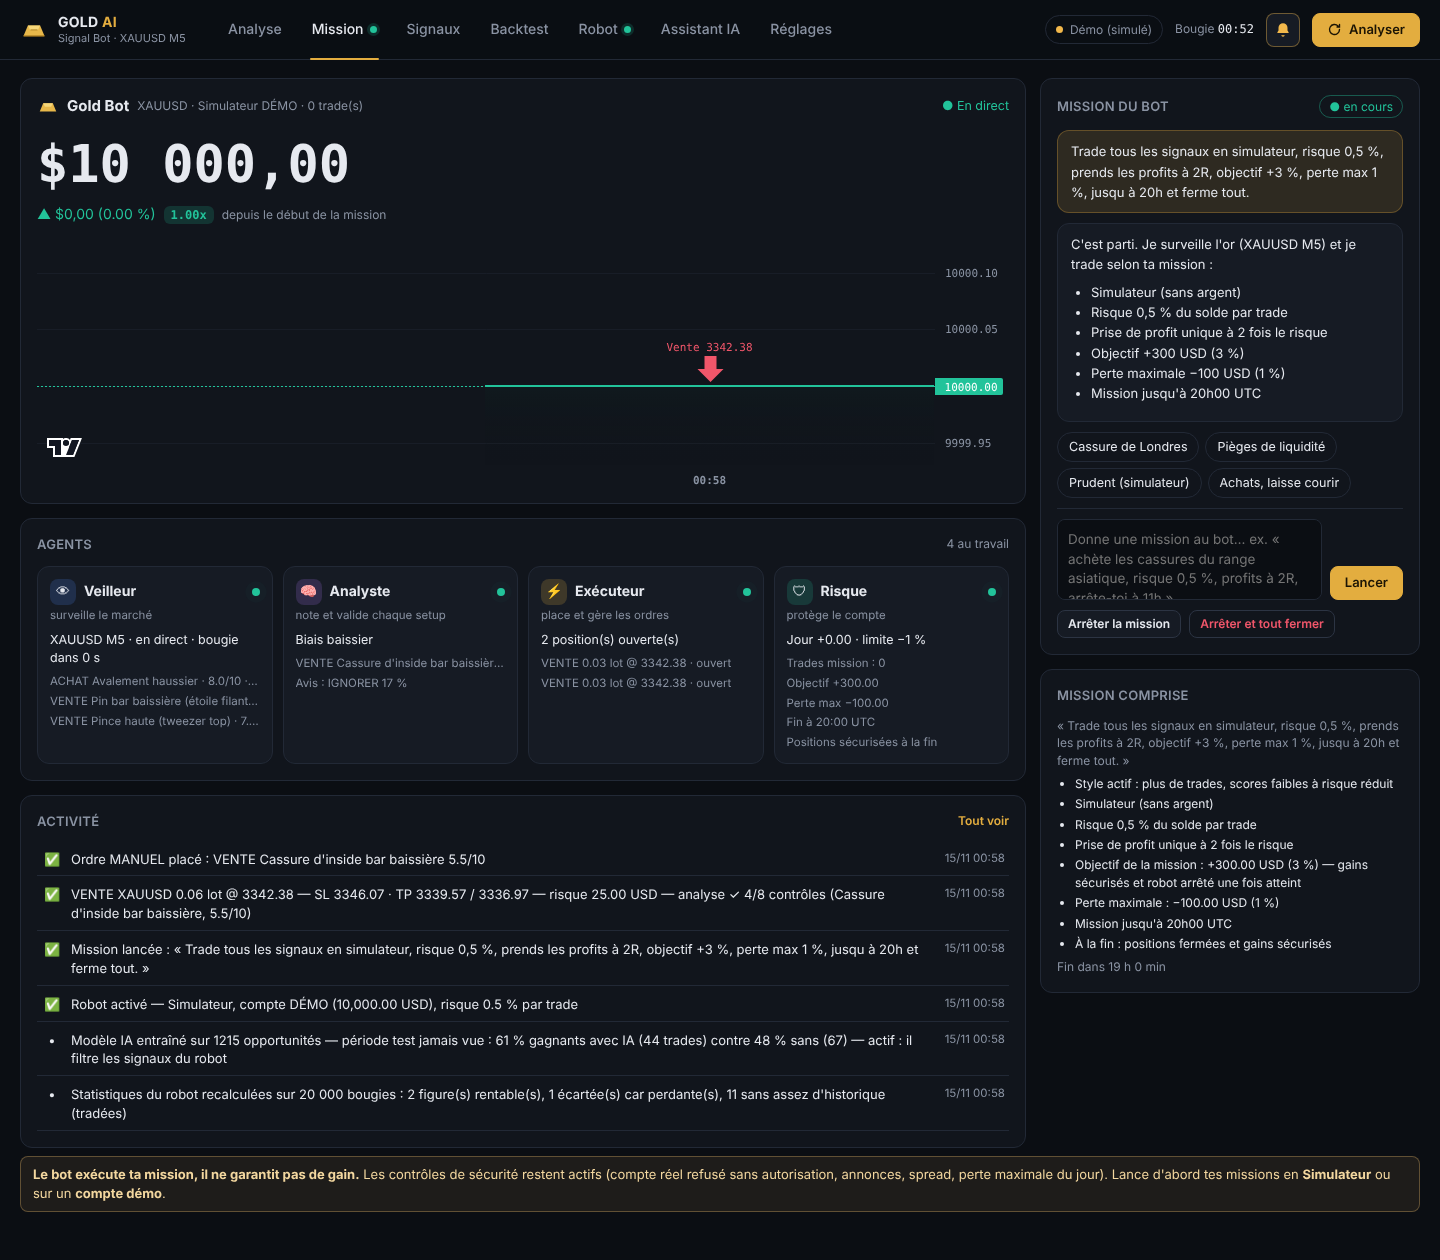 GOLD AI
Signal Bot · XAUUSD M5
Analyse
Mission
Signaux
Backtest
Robot
Assistant IA
Réglages
Démo (simulé)
Bougie 00:52
Analyser
Gold Bot XAUUSD · Simulateur DÉMO · 0 trade(s)
En direct
$10 000,00
▲ $0,00 (0.00 %) 1.00x depuis le début de la mission
10000.10
10000.05
Vente 3342.38
10000.00
9999.95
00:58
AGENTS
4 au travail
Veilleur
surveille le marché
XAUUSD M5 · en direct · bougie
dans 0 s
ACHAT Avalement haussier · 8.0/10 ·…
VENTE Pin bar baissière (étoile filant…
VENTE Pince haute (tweezer top) · 7.…
Analyste
note et valide chaque setup
Biais baissier
VENTE Cassure d'inside bar baissièr…
Avis : IGNORER 17 %
Exécuteur
place et gère les ordres
2 position(s) ouverte(s)
VENTE 0.03 lot @ 3342.38 · ouvert
VENTE 0.03 lot @ 3342.38 · ouvert
Risque
protège le compte
Jour +0.00 · limite −1 %
Trades mission : 0
Objectif +300.00
Perte max −100.00
Fin à 20:00 UTC
Positions sécurisées à la fin
ACTIVITÉ
Tout voir
Ordre MANUEL placé : VENTE Cassure d'inside bar baissière 5.5/10
15/11 00:58
VENTE XAUUSD 0.06 lot @ 3342.38 — SL 3346.07 · TP 3339.57 / 3336.97 — risque 25.00 USD — analyse ✓ 4/8 contrôles (Cassure
d'inside bar baissière, 5.5/10)
15/11 00:58
Mission lancée : « Trade tous les signaux en simulateur, risque 0,5 %, prends les profits à 2R, objectif +3 %, perte max 1 %, jusqu à 20h et
ferme tout. »
15/11 00:58
Robot activé — Simulateur, compte DÉMO (10,000.00 USD), risque 0.5 % par trade
15/11 00:58
Modèle IA entraîné sur 1215 opportunités — période test jamais vue : 61 % gagnants avec IA (44 trades) contre 48 % sans (67) — actif : il
filtre les signaux du robot
15/11 00:58
Statistiques du robot recalculées sur 20 000 bougies : 2 figure(s) rentable(s), 1 écartée(s) car perdante(s), 11 sans assez d'historique
(tradées)
15/11 00:58
MISSION DU BOT
en cours
Trade tous les signaux en simulateur, risque 0,5 %,
prends les profits à 2R, objectif +3 %, perte max 1
%, jusqu à 20h et ferme tout.
C'est parti. Je surveille l'or (XAUUSD M5) et je
trade selon ta mission :
• Simulateur (sans argent)
• Risque 0,5 % du solde par trade
• Prise de profit unique à 2 fois le risque
• Objectif +300 USD (3 %)
• Perte maximale −100 USD (1 %)
• Mission jusqu'à 20h00 UTC
Cassure de Londres
Pièges de liquidité
Prudent (simulateur)
Achats, laisse courir
Donne une mission au bot… ex. «
achète les cassures du range
asiatique, risque 0,5 %, profits à 2R,
arrête-toi à 11h »
Lancer
Arrêter la mission
Arrêter et tout fermer
MISSION COMPRISE
« Trade tous les signaux en simulateur, risque 0,5 %, prends
les profits à 2R, objectif +3 %, perte max 1 %, jusqu à 20h et
ferme tout. »
• Style actif : plus de trades, scores faibles à risque réduit
• Simulateur (sans argent)
• Risque 0,5 % du solde par trade
• Prise de profit unique à 2 fois le risque
• Objectif de la mission : +300.00 USD (3 %) — gains
sécurisés et robot arrêté une fois atteint
• Perte maximale : −100.00 USD (1 %)
• Mission jusqu'à 20h00 UTC
• À la fin : positions fermées et gains sécurisés
Fin dans 19 h 0 min
Le bot exécute ta mission, il ne garantit pas de gain. Les contrôles de sécurité restent actifs (compte réel refusé sans autorisation, annonces, spread, perte maximale du jour). Lance d'abord tes missions en Simulateur ou
sur un compte démo.